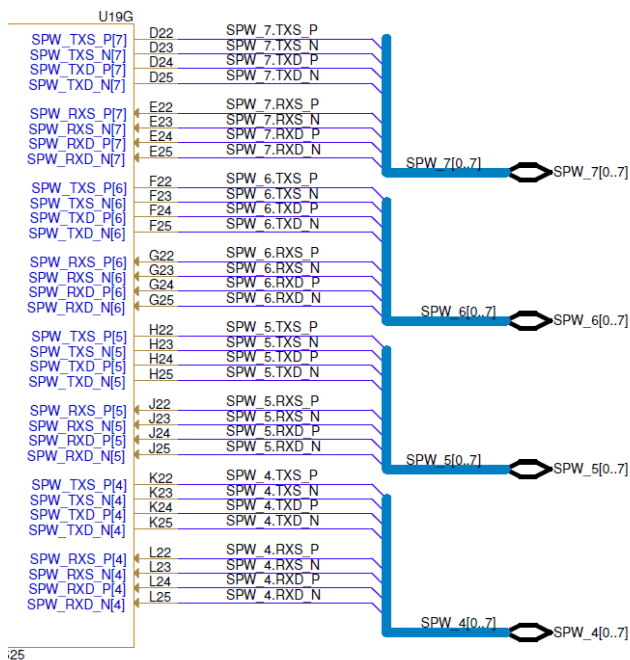 U19G
SPW_TXS_P[7] D22 SPW_7.TXS_P
SPW_TXS_N[7] D23 SPW_7.TXS_N
SPW_TXD_P[7] D24 SPW_7.TXD_P
SPW_TXD_N[7] D25 SPW_7.TXD_N
SPW_RXS_P[7] E22 SPW_7.RXS_P
SPW_RXS_N[7] E23 SPW_7.RXS_N
SPW_RXD_P[7] E24 SPW_7.RXD_P
SPW_RXD_N[7] E25 SPW_7.RXD_N
SPW_7[0..7] SPW_7[0..7]
SPW_TXS_P[6] F22 SPW_6.TXS_P
SPW_TXS_N[6] F23 SPW_6.TXS_N
SPW_TXD_P[6] F24 SPW_6.TXD_P
SPW_TXD_N[6] F25 SPW_6.TXD_N
SPW_RXS_P[6] G22 SPW_6.RXS_P
SPW_RXS_N[6] G23 SPW_6.RXS_N
SPW_RXD_P[6] G24 SPW_6.RXD_P
SPW_RXD_N[6] G25 SPW_6.RXD_N
SPW_6[0..7] SPW_6[0..7]
SPW_TXS_P[5] H22 SPW_5.TXS_P
SPW_TXS_N[5] H23 SPW_5.TXS_N
SPW_TXD_P[5] H24 SPW_5.TXD_P
SPW_TXD_N[5] H25 SPW_5.TXD_N
SPW_RXS_P[5] J22 SPW_5.RXS_P
SPW_RXS_N[5] J23 SPW_5.RXS_N
SPW_RXD_P[5] J24 SPW_5.RXD_P
SPW_RXD_N[5] J25 SPW_5.RXD_N
SPW_5[0..7] SPW_5[0..7]
SPW_TXS_P[4] K22 SPW_4.TXS_P
SPW_TXS_N[4] K23 SPW_4.TXS_N
SPW_TXD_P[4] K24 SPW_4.TXD_P
SPW_TXD_N[4] K25 SPW_4.TXD_N
SPW_RXS_P[4] L22 SPW_4.RXS_P
SPW_RXS_N[4] L23 SPW_4.RXS_N
SPW_RXD_P[4] L24 SPW_4.RXD_P
SPW_RXD_N[4] L25 SPW_4.RXD_N
SPW_4[0..7] SPW_4[0..7]